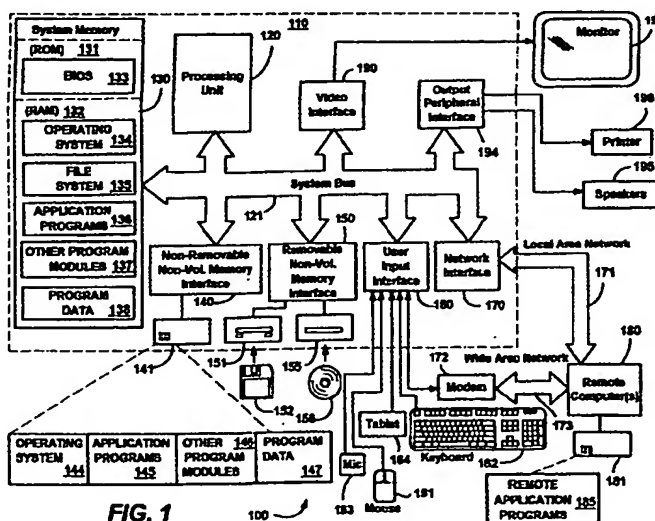 System Memory
(ROM) 131
BIOS 133
(RAM) 132
OPERATING SYSTEM 134
FILE SYSTEM 135
APPLICATION PROGRAMS 136
OTHER PROGRAM MODULES 137
PROGRAM DATA 138
130
110
120
Processing Unit
190
Video Interface
Output Peripheral Interface
194
Monitor
19
196
Printer
195
Speakers
System Bus
121
Non-Removable Non-Vol. Memory Interface
140
150
Removable Non-Vol. Memory Interface
User Input Interface
160
Network Interface
170
Local Area Network
171
141
151
155
152
156
172
Modem
Wide Area Network
173
180
Remote Computer(s)
Tablet
164
Keyboard
162
181
OPERATING SYSTEM 144
APPLICATION PROGRAMS 145
OTHER PROGRAM MODULES 146
PROGRAM DATA 147
Mic
163
Mouse
161
REMOTE APPLICATION PROGRAMS 185
FIG. 1
100